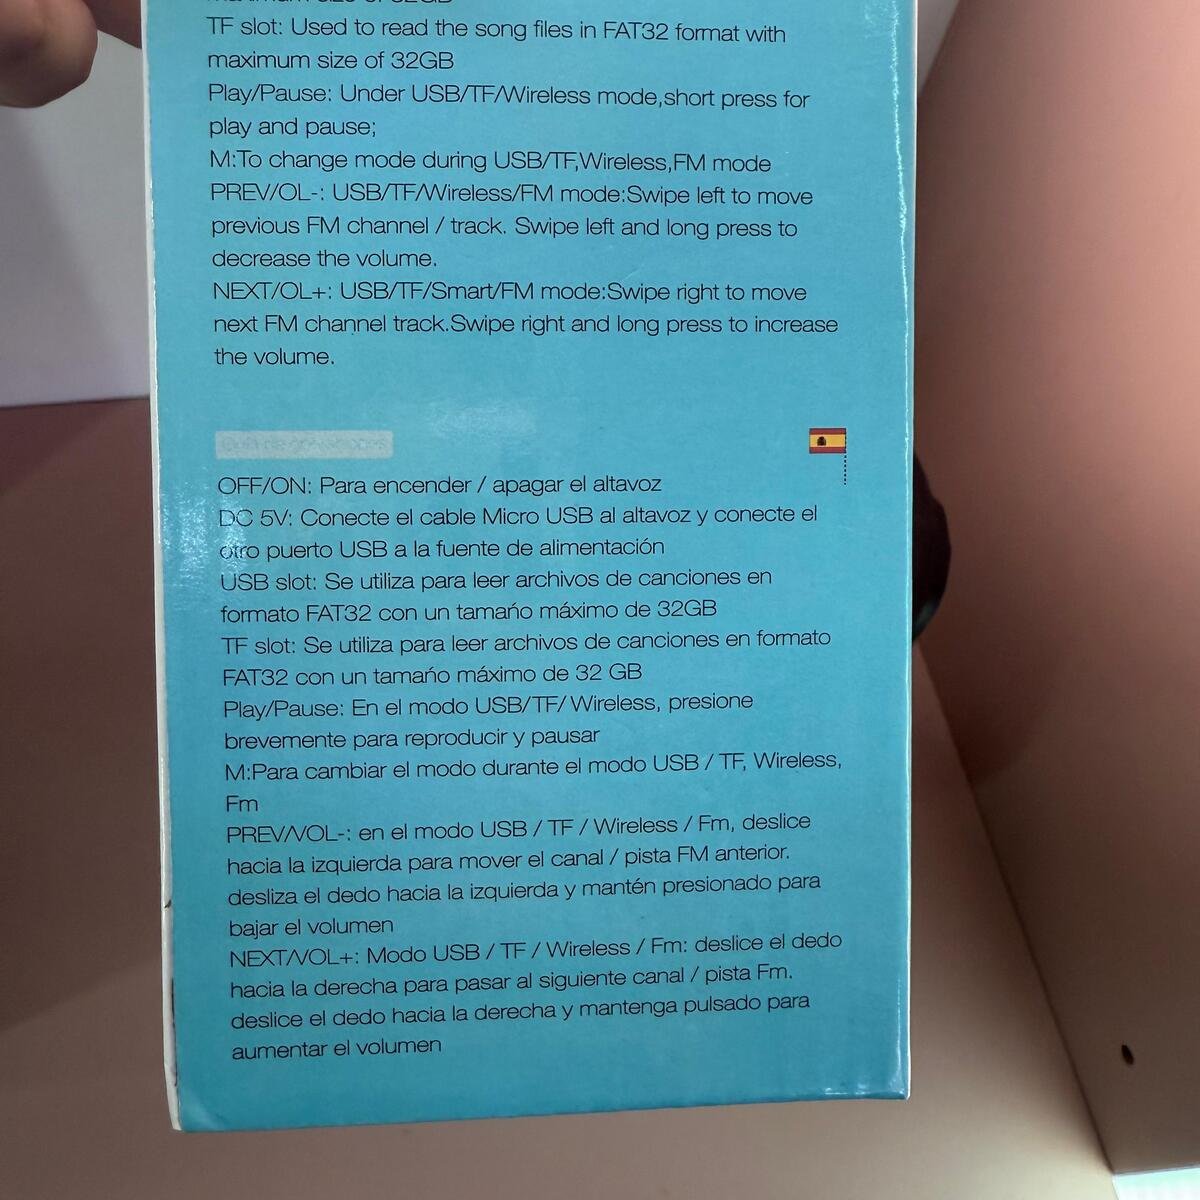 maximum size of 32GB
TF slot: Used to read the song files in FAT32 format with
maximum size of 32GB
Play/Pause: Under USB/TF/Wireless mode,short press for
play and pause;
M:To change mode during USB/TF,Wireless,FM mode
PREV/OL-: USB/TF/Wireless/FM mode:Swipe left to move
previous FM channel / track. Swipe left and long press to
decrease the volume.
NEXT/OL+: USB/TF/Smart/FM mode:Swipe right to move
next FM channel track.Swipe right and long press to increase
the volume.
Guía de
OFF/ON: Para encender / apagar el altavoz
DC 5V: Conecte el cable Micro USB al altavoz y conecte el
otro puerto USB a la fuente de alimentación
USB slot: Se utiliza para leer archivos de canciones en
formato FAT32 con un tamańo máximo de 32GB
TF slot: Se utiliza para leer archivos de canciones en formato
FAT32 con un tamańo máximo de 32 GB
Play/Pause: En el modo USB/TF/ Wireless, presione
brevemente para reproducir y pausar
M:Para cambiar el modo durante el modo USB / TF, Wireless,
Fm
PREV/VOL-: en el modo USB / TF / Wireless / Fm, deslice
hacia la izquierda para mover el canal / pista FM anterior.
desliza el dedo hacia la izquierda y mantén presionado para
bajar el volumen
NEXT/VOL+: Modo USB / TF / Wireless / Fm: deslice el dedo
hacia la derecha para pasar al siguiente canal / pista Fm.
deslice el dedo hacia la derecha y mantenga pulsado para
aumentar el volumen